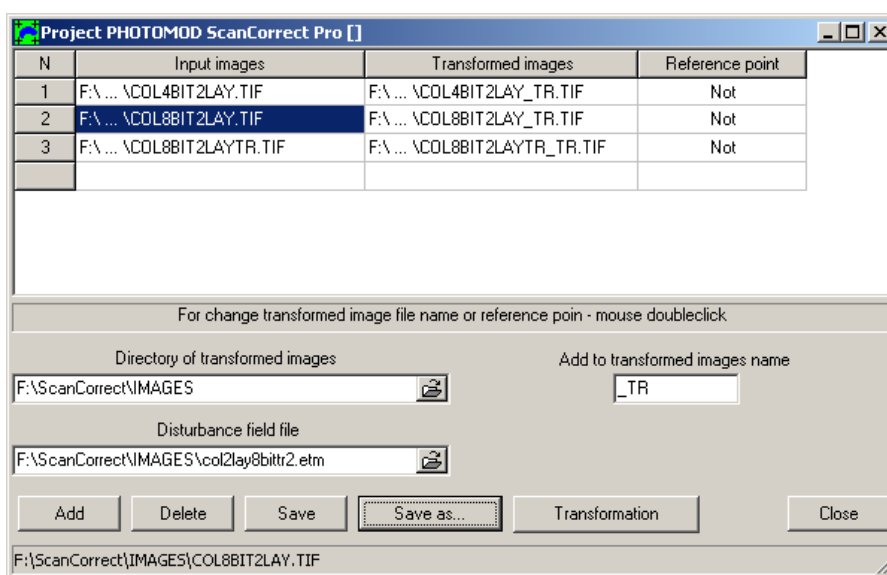 Project PHOTOMOD ScanCorrect Pro []
N Input images Transformed images Reference point
1 F:\ ... \COL4BIT2LAY.TIF F:\ ... \COL4BIT2LAY_TR.TIF Not
2 F:\ ... \COL8BIT2LAY.TIF F:\ ... \COL8BIT2LAY_TR.TIF Not
3 F:\ ... \COL8BIT2LAYTR.TIF F:\ ... \COL8BIT2LAYTR_TR.TIF Not
For change transformed image file name or reference poin - mouse doubleclick
Directory of transformed images Add to transformed images name
F:\ScanCorrect\IMAGES _TR
Disturbance field file
F:\ScanCorrect\IMAGES\col2lay8bittr2.etm
Add Delete Save Save as... Transformation Close
F:\ScanCorrect\IMAGES\COL8BIT2LAY.TIF